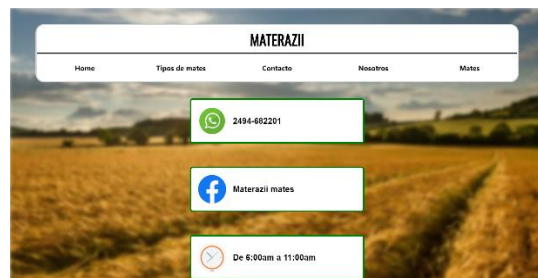 MATERAZII
Home Tipos de mates Contacto Nosotros Mates
2494-682201
Materazii mates
De 6:00am a 11:00am